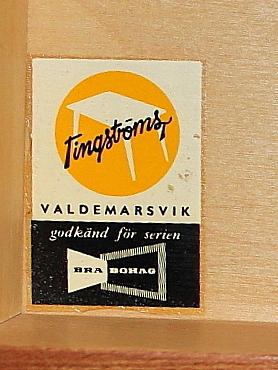 Tingströms
VALDEMARSVIK
godkänd för serien
BRA BOHAG